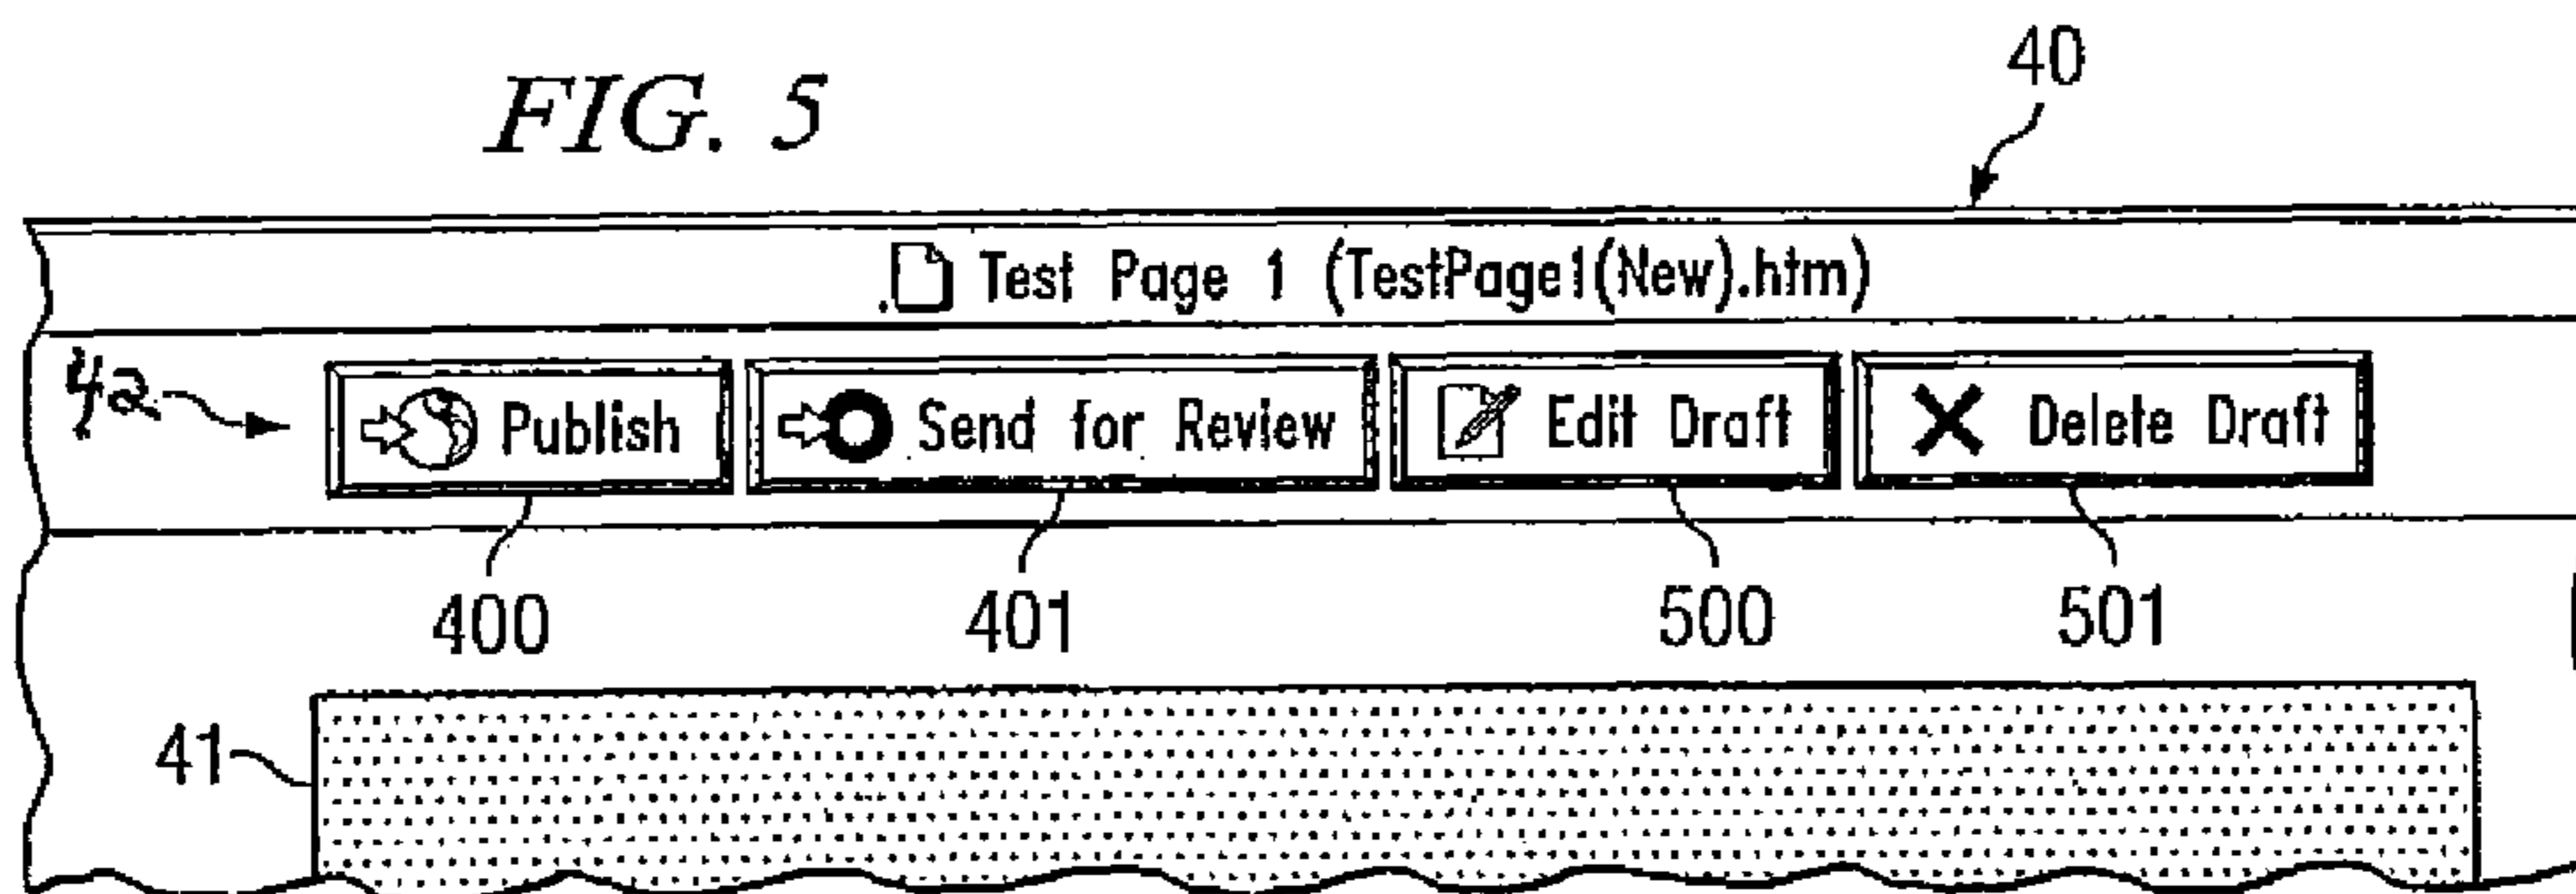 FIG. 5
40
Test Page 1 (TestPage1(New).htm)
42
Publish Send for Review Edit Draft Delete Draft
400 401 500 501
41